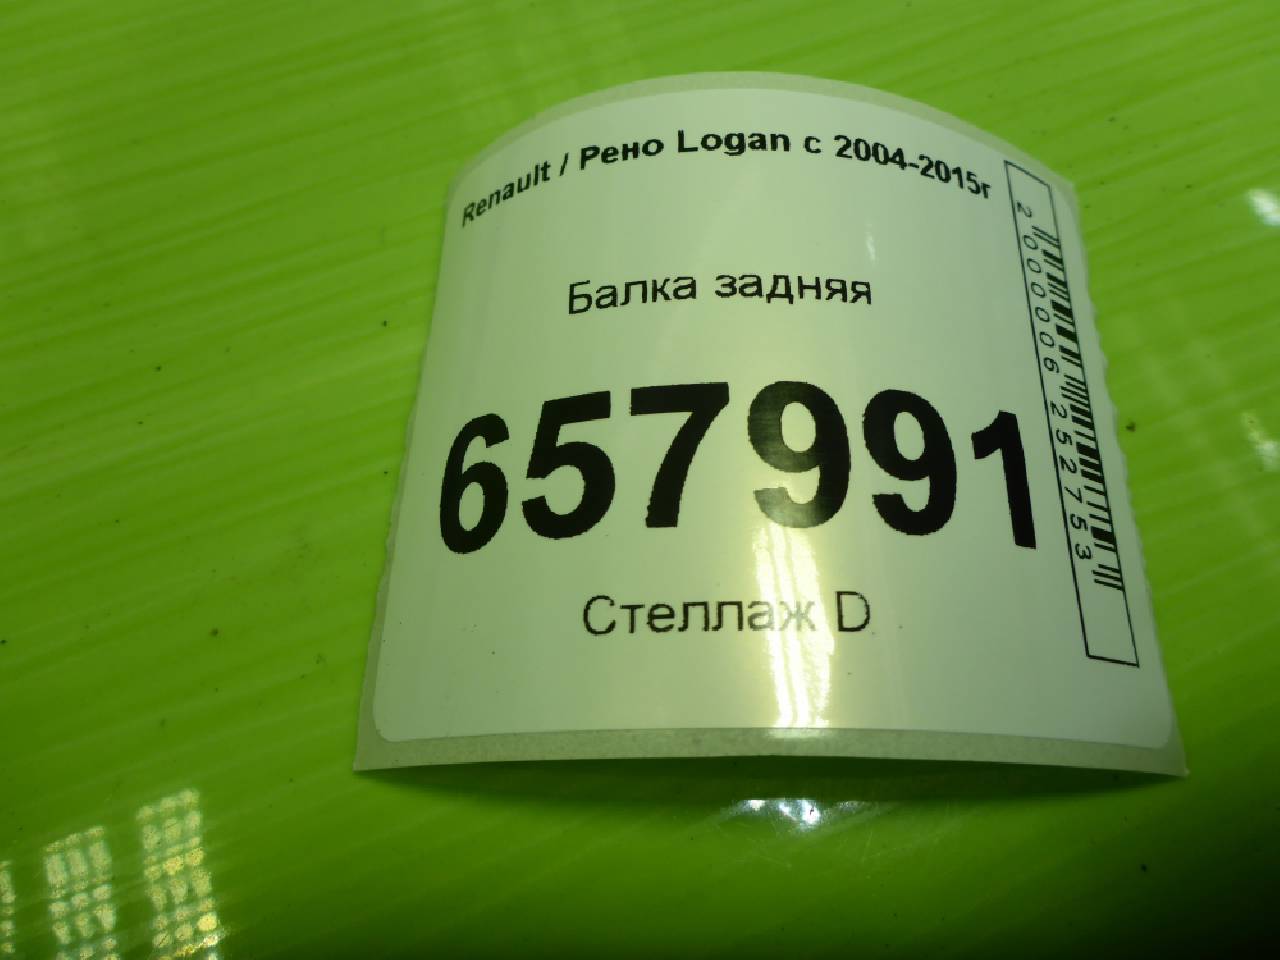 Renault / Рено Logan с 2004-2015г
Балка задняя
657991
Стеллаж D
2000006252753